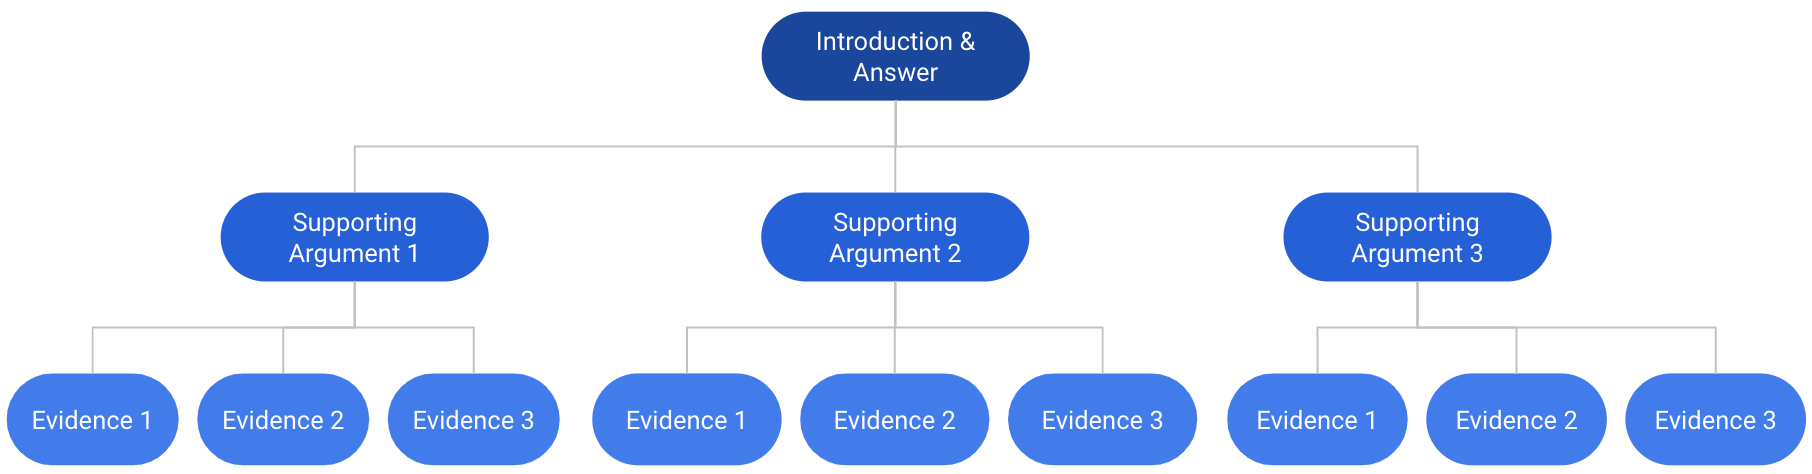 Introduction &
Answer
Supporting
Argument 1
Supporting
Argument 2
Supporting
Argument 3
Evidence 1
Evidence 2
Evidence 3
Evidence 1
Evidence 2
Evidence 3
Evidence 1
Evidence 2
Evidence 3